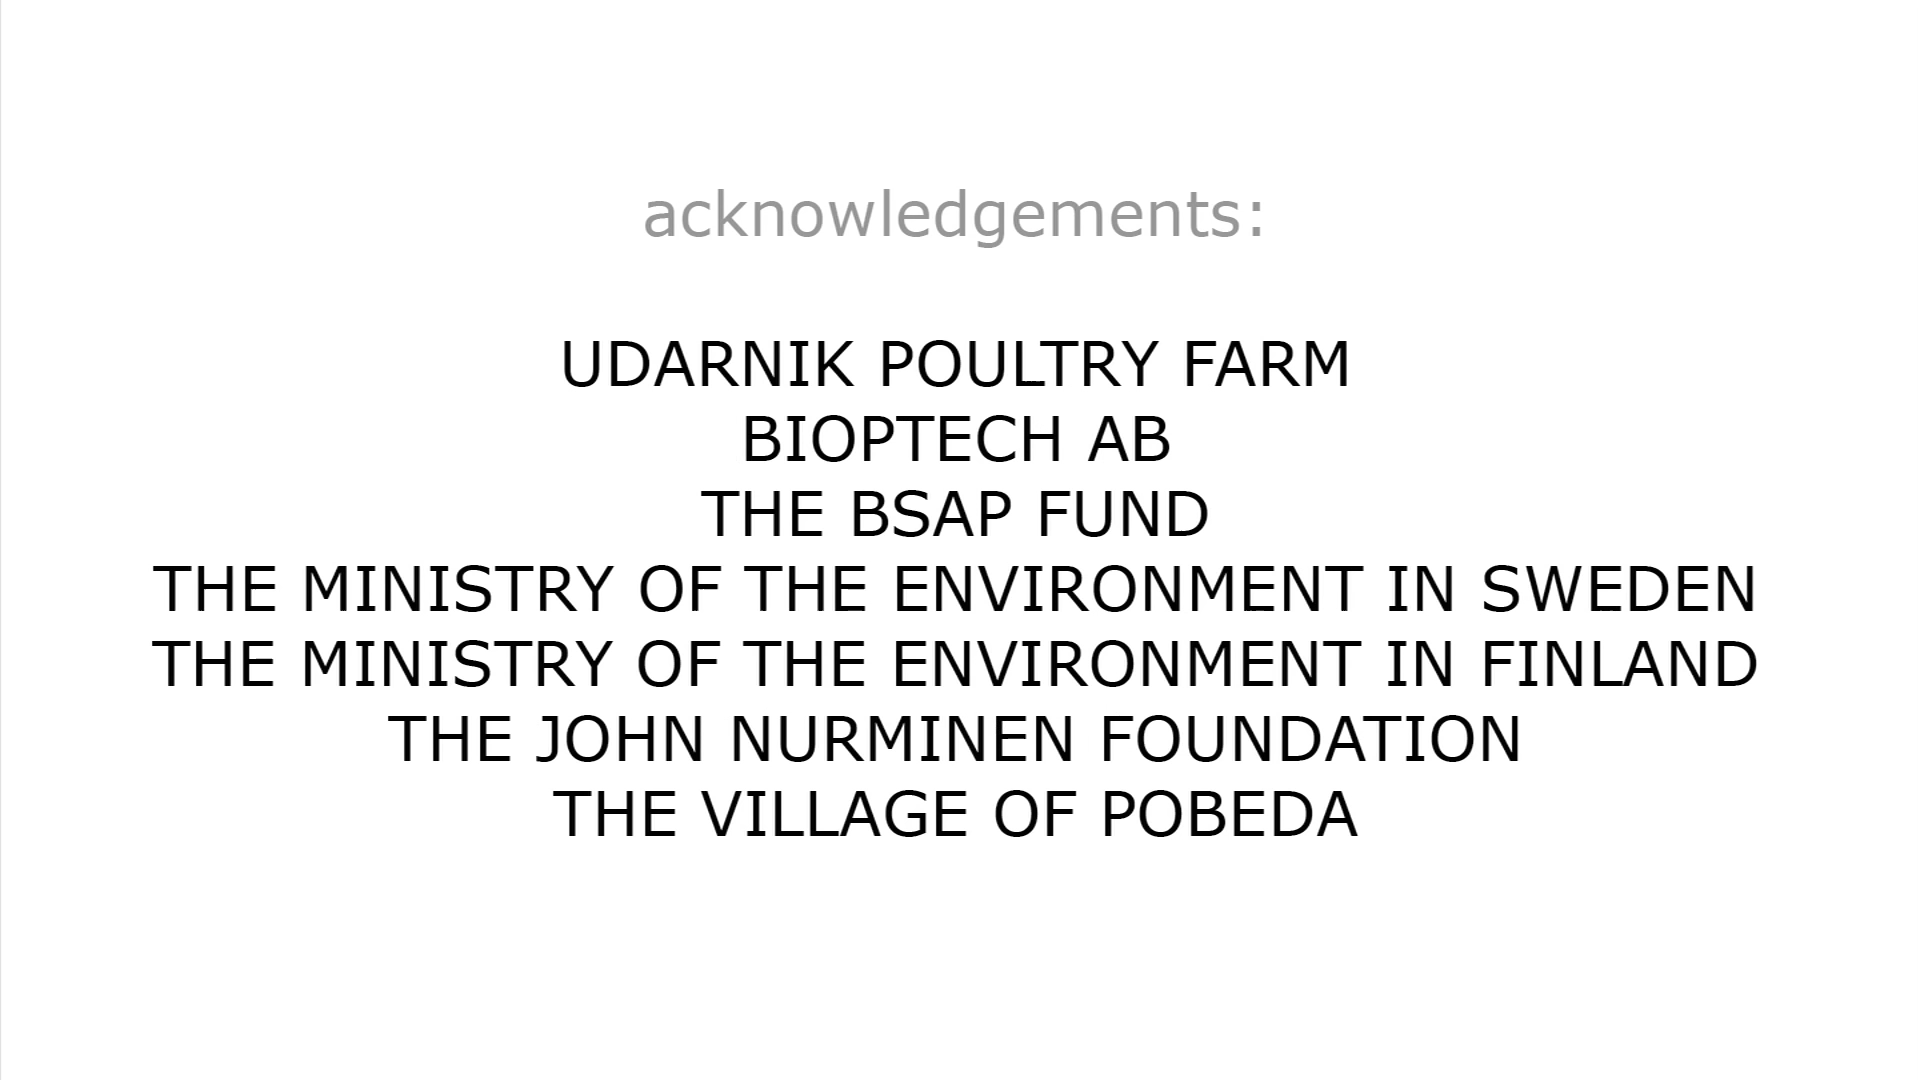 acknowledgements:
UDARNIK POULTRY FARM
BIOPTECH AB
THE BSAP FUND
THE MINISTRY OF THE ENVIRONMENT IN SWEDEN
THE MINISTRY OF THE ENVIRONMENT IN FINLAND
THE JOHN NURMINEN FOUNDATION
THE VILLAGE OF POBEDA